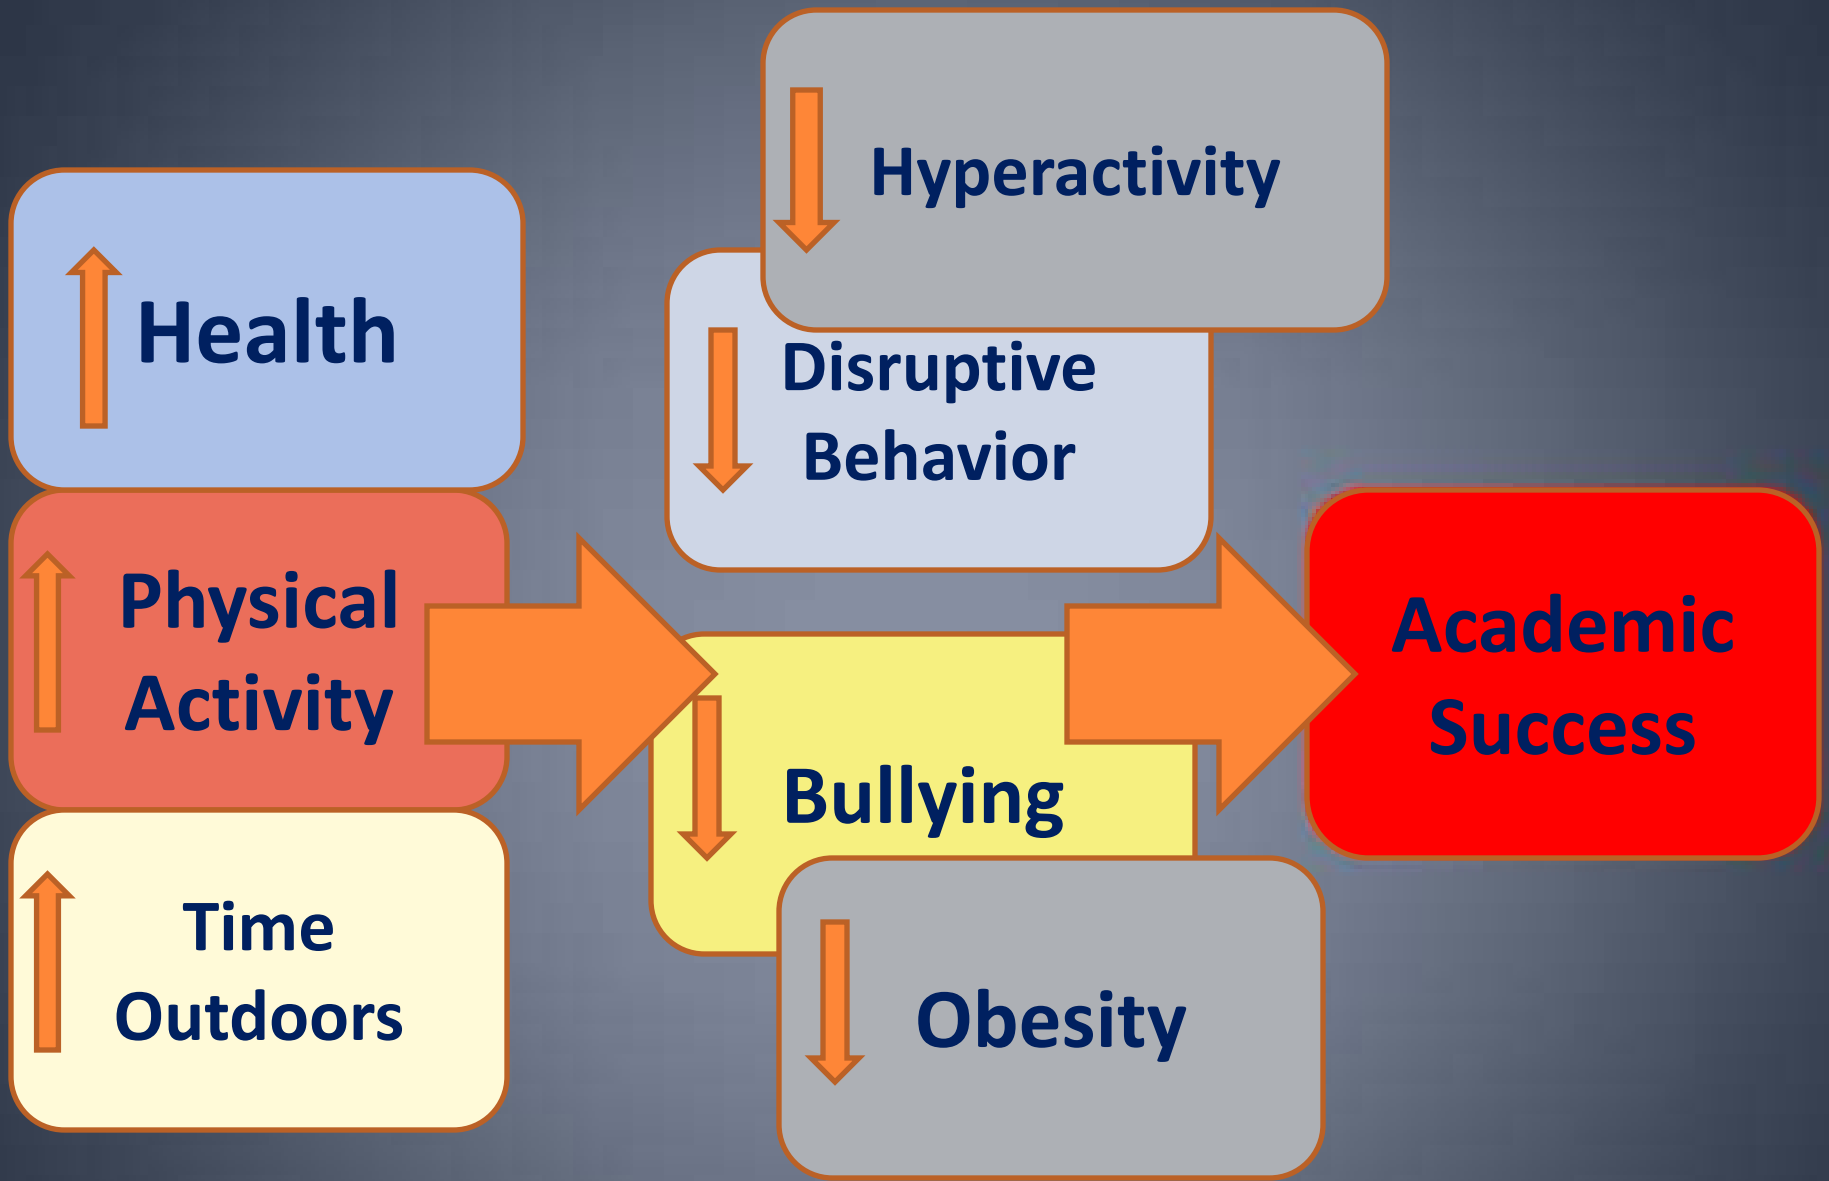 Health
Physical
Activity
Time
Outdoors
Hyperactivity
Disruptive
Behavior
Bullying
Obesity
Academic
Success